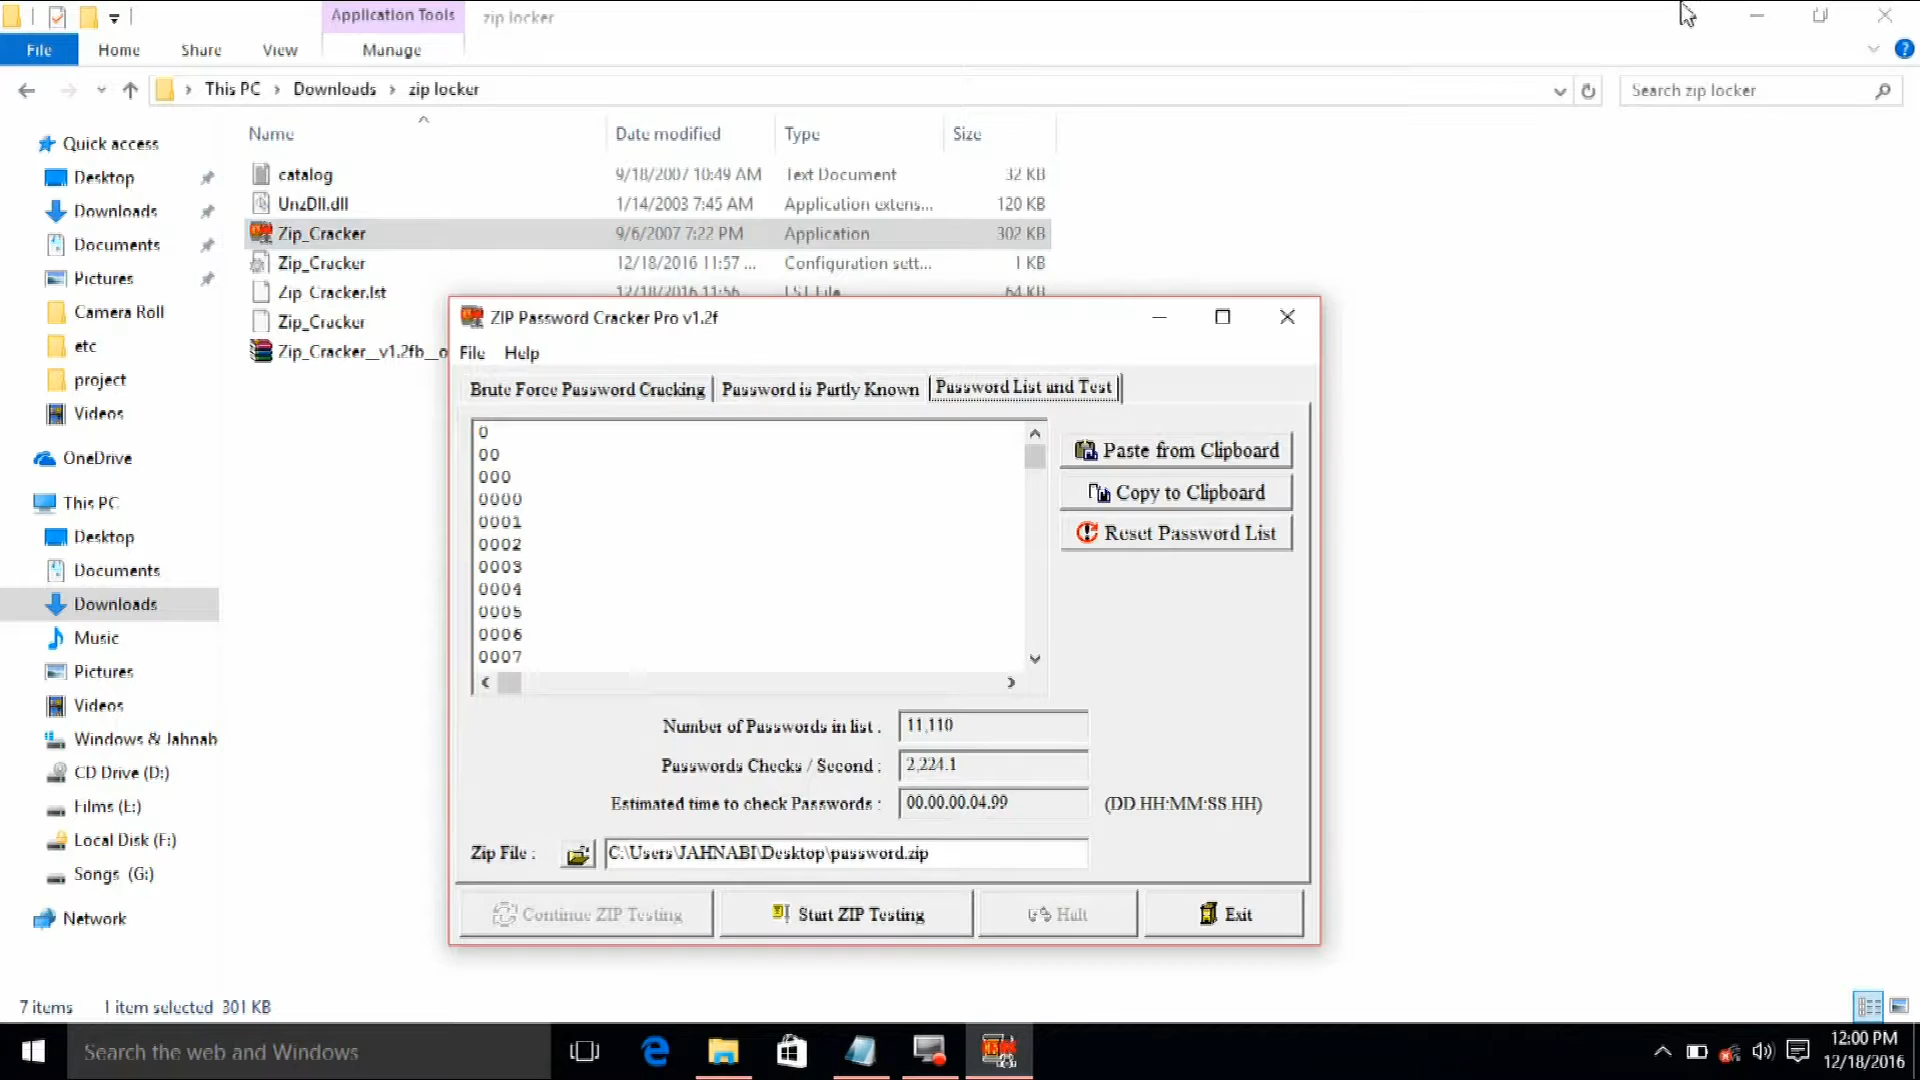 Application Tools
zip locker
File
Home
Share
View
Manage
This PC
Downloads
zip locker
Search zip locker
Name
Date modified
Type
Size
Quick access
Desktop
Downloads
Documents
Pictures
Camera Roll
etc
project
Videos
OneDrive
This PC
Desktop
Documents
Downloads
Music
Pictures
Videos
Windows & Jahnab
CD Drive (D:)
Films (E:)
Local Disk (F:)
Songs (G:)
Network
catalog 9/18/2007 10:49 AM Text Document 32 KB
UnzDll.dll 1/14/2003 7:45 AM Application extens... 120 KB
Zip_Cracker 9/6/2007 7:22 PM Application 302 KB
Zip_Cracker 12/18/2016 11:57 ... Configuration sett... 1 KB
Zip_Cracker.lst 12/18/2016 11:56 LST File 64 KB
Zip_Cracker
Zip_Cracker__v1.2fb__o
ZIP Password Cracker Pro v1.2f
File Help
Brute Force Password Cracking
Password is Partly Known
Password List and Test
0
00
000
0000
0001
0002
0003
0004
0005
0006
0007
Paste from Clipboard
Copy to Clipboard
Reset Password List
Number of Passwords in list : 11,110
Passwords Checks / Second : 2,224.1
Estimated time to check Passwords : 00.00.00.04.99 (DD.HH:MM:SS.HH)
Zip File : C:\Users\JAHNABI\Desktop\password.zip
Continue ZIP Testing
Start ZIP Testing
Halt
Exit
7 items 1 item selected 301 KB
Search the web and Windows
12:00 PM
12/18/2016